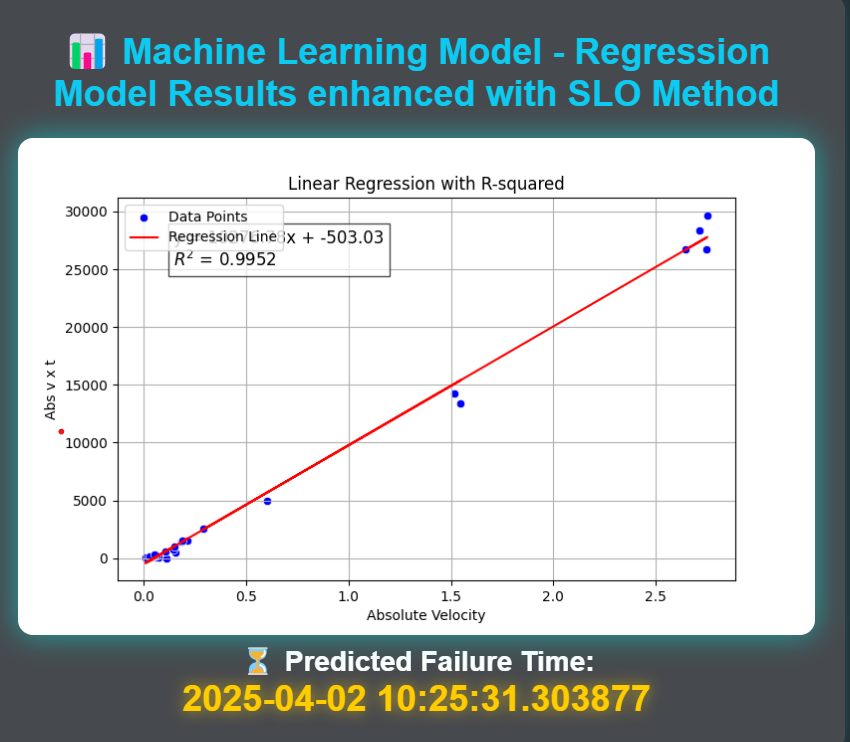 Machine Learning Model - Regression
Model Results enhanced with SLO Method
Linear Regression with R-squared
Data Points
Regression Line
x + -503.03
R² = 0.9952
30000
25000
20000
15000
10000
5000
0
Abs v x t
0.0 0.5 1.0 1.5 2.0 2.5
Absolute Velocity
Predicted Failure Time:
2025-04-02 10:25:31.303877